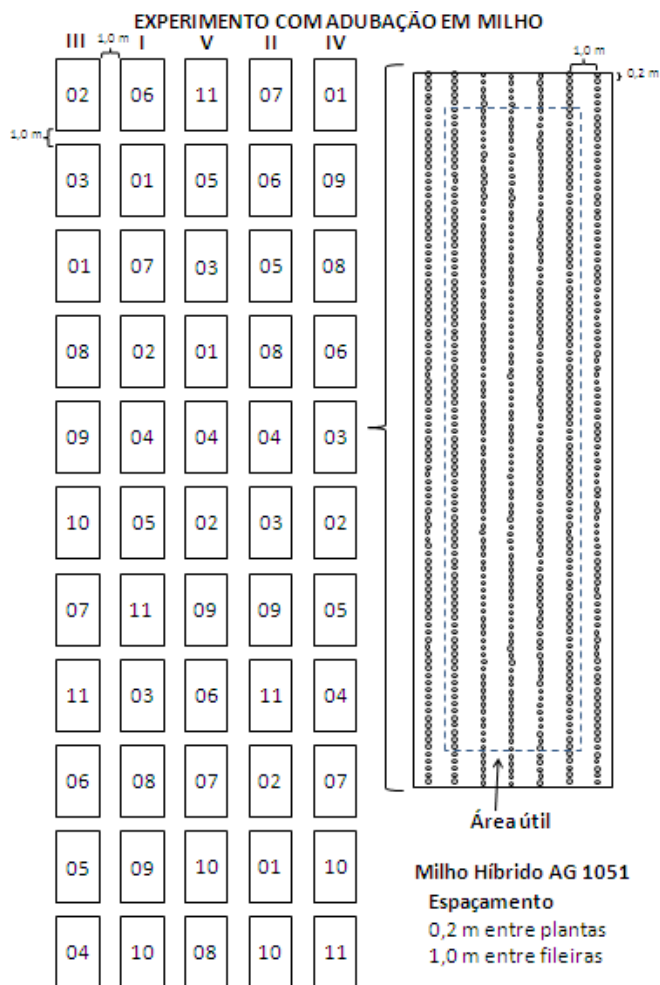 EXPERIMENTO COM ADUBAÇÃO EM MILHO
III 1,0 m I V II IV
1,0 m
0,2 m
02 06 11 07 01
1,0 m
03 01 05 06 09
01 07 03 05 08
08 02 01 08 06
09 04 04 04 03
10 05 02 03 02
07 11 09 09 05
11 03 06 11 04
06 08 07 02 07
05 09 10 01 10
04 10 08 10 11
Área útil
Milho Híbrido AG 1051
Espaçamento
0,2 m entre plantas
1,0 m entre fileiras